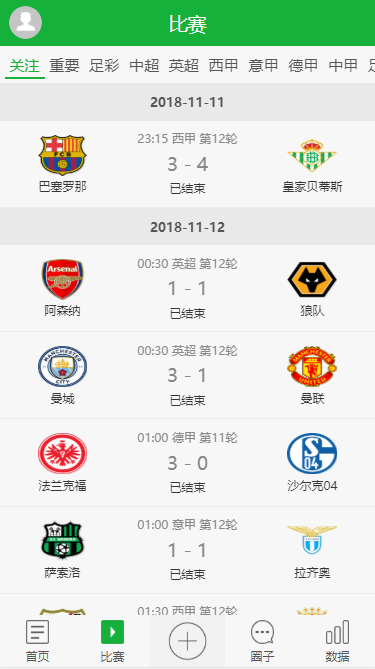 比赛
关注 重要 足彩 中超 英超 西甲 意甲 德甲 中甲
2018-11-11
23:15 西甲 第12轮
FCB
3 - 4
巴塞罗那 已结束 皇家贝蒂斯
2018-11-12
00:30 英超 第12轮
Arsenal
1 - 1
阿森纳 已结束 狼队
00:30 英超 第12轮
MANCHESTER CITY
MANCHESTER UNITED
3 - 1
曼城 已结束 曼联
01:00 德甲 第11轮
3 - 0
04
法兰克福 已结束 沙尔克04
01:00 意甲 第12轮
1 - 1
萨索洛 已结束 拉齐奥
01:30 西甲 第12轮
首页 比赛 圈子 数据